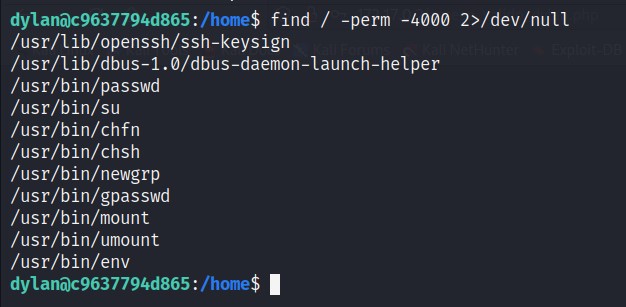 dylan@c9637794d865:/home$ find / -perm -4000 2>/dev/null
/usr/lib/openssh/ssh-keysign
/usr/lib/dbus-1.0/dbus-daemon-launch-helper
/usr/bin/passwd
/usr/bin/su
/usr/bin/chfn
/usr/bin/chsh
/usr/bin/newgrp
/usr/bin/gpasswd
/usr/bin/mount
/usr/bin/umount
/usr/bin/env
dylan@c9637794d865:/home$